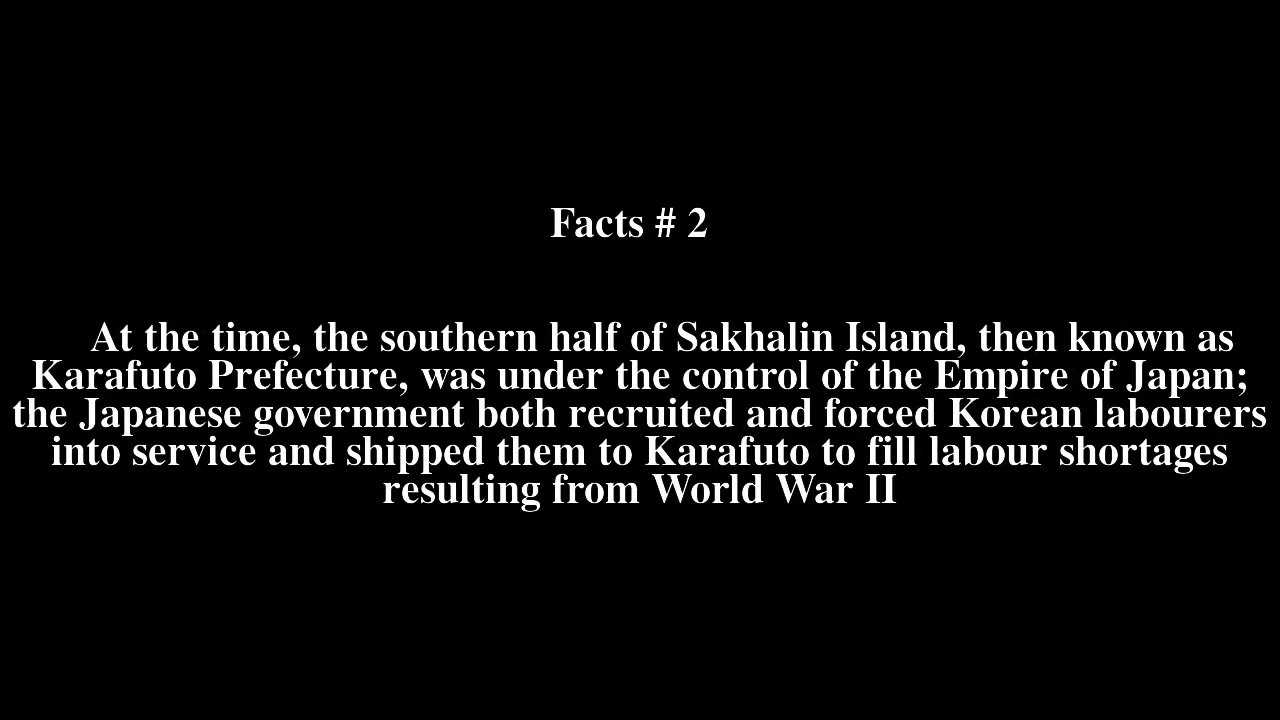 Facts # 2
At the time, the southern half of Sakhalin Island, then known as
Karafuto Prefecture, was under the control of the Empire of Japan;
the Japanese government both recruited and forced Korean labourers
into service and shipped them to Karafuto to fill labour shortages
resulting from World War II